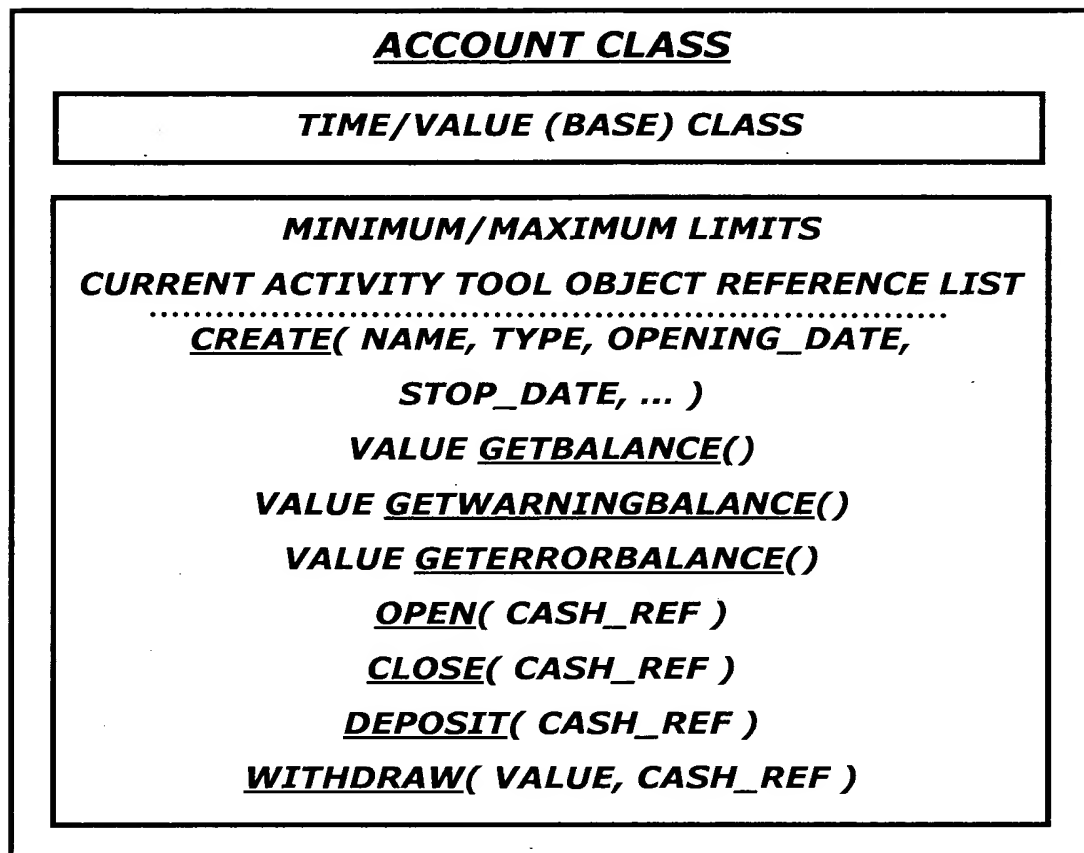 ACCOUNT CLASS
TIME/VALUE (BASE) CLASS
MINIMUM/MAXIMUM LIMITS
CURRENT ACTIVITY TOOL OBJECT REFERENCE LIST
CREATE( NAME, TYPE, OPENING_DATE,
STOP_DATE, ... )
VALUE GETBALANCE()
VALUE GETWARNINGBALANCE()
VALUE GETERRORBALANCE()
OPEN( CASH_REF )
CLOSE( CASH_REF )
DEPOSIT( CASH_REF )
WITHDRAW( VALUE, CASH_REF )